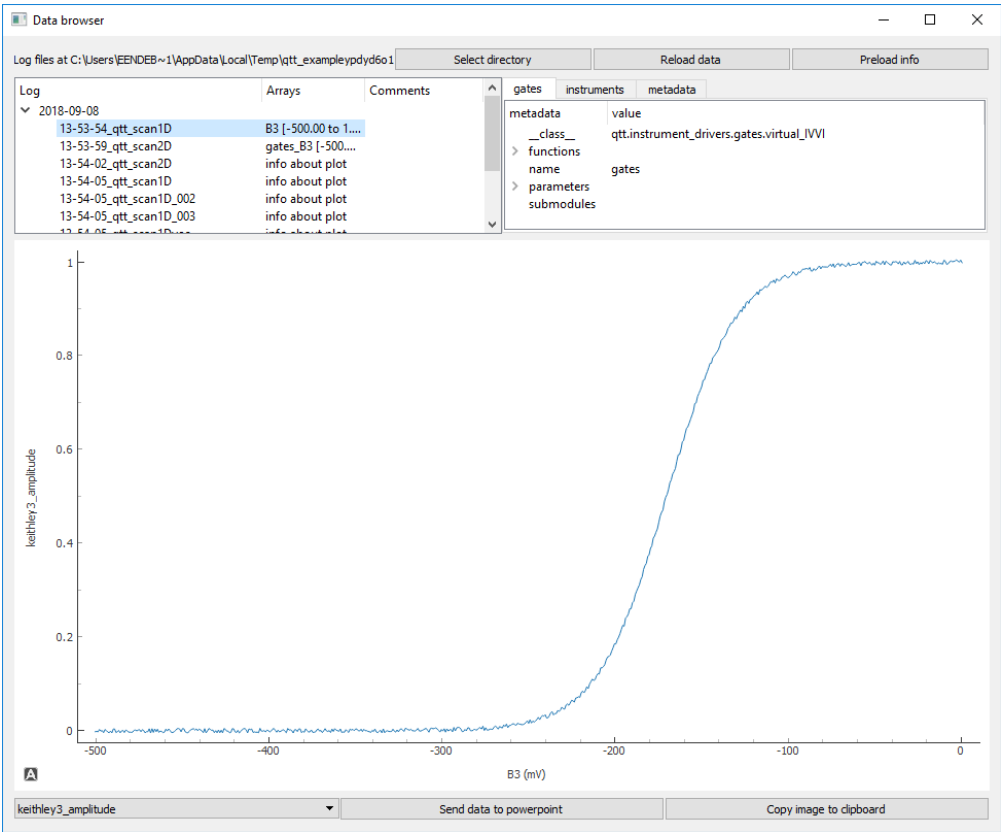 Data browser
Log files at C:\Users\EENDEB~1\AppData\Local\Temp\qtt_exampleypdyd6o1 Select directory Reload data Preload info
Log Arrays Comments
2018-09-08
13-53-54_qtt_scan1D B3 [-500.00 to 1....
13-53-59_qtt_scan2D gates_B3 [-500....
13-54-02_qtt_scan2D info about plot
13-54-05_qtt_scan1D info about plot
13-54-05_qtt_scan1D_002 info about plot
13-54-05_qtt_scan1D_003 info about plot
gates instruments metadata
metadata value
__class__ qtt.instrument_drivers.gates.virtual_IVVI
functions
name gates
parameters
submodules
1
0.8
0.6
0.4
0.2
0
keithley3_amplitude
-500 -400 -300 -200 -100 0
A B3 (mV)
keithley3_amplitude Send data to powerpoint Copy image to clipboard